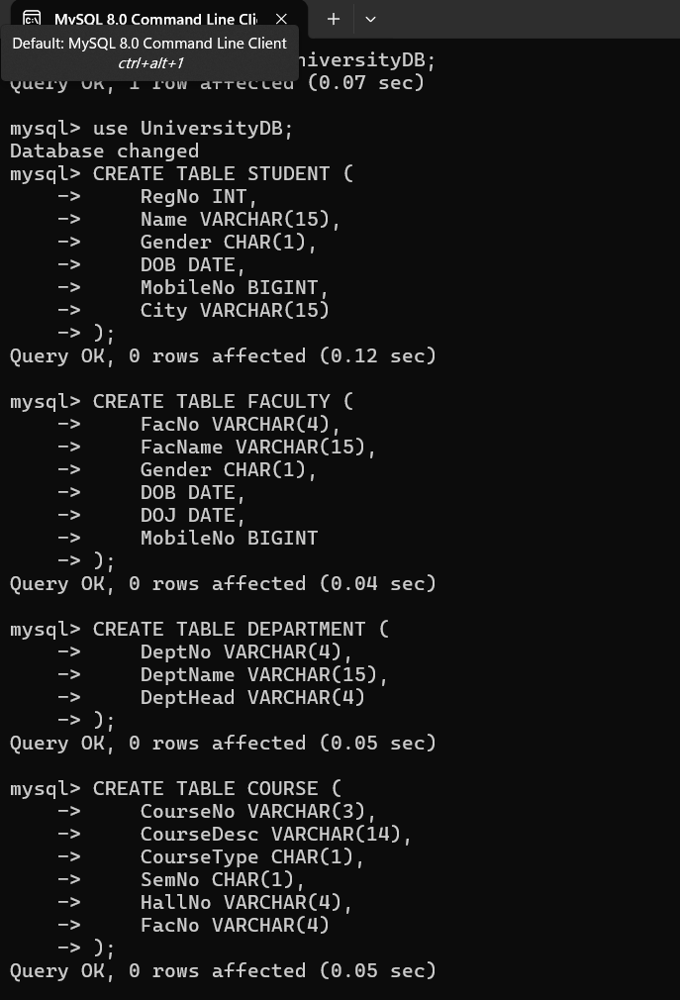 MySQL 8.0 Command Line Cli
Default: MySQL 8.0 Command Line Client
ctrl+alt+1
niversityDB;
Query OK, 1 row affected (0.07 sec)
mysql> use UniversityDB;
Database changed
mysql> CREATE TABLE STUDENT (
    ->     RegNo INT,
    ->     Name VARCHAR(15),
    ->     Gender CHAR(1),
    ->     DOB DATE,
    ->     MobileNo BIGINT,
    ->     City VARCHAR(15)
    -> );
Query OK, 0 rows affected (0.12 sec)
mysql> CREATE TABLE FACULTY (
    ->     FacNo VARCHAR(4),
    ->     FacName VARCHAR(15),
    ->     Gender CHAR(1),
    ->     DOB DATE,
    ->     DOJ DATE,
    ->     MobileNo BIGINT
    -> );
Query OK, 0 rows affected (0.04 sec)
mysql> CREATE TABLE DEPARTMENT (
    ->     DeptNo VARCHAR(4),
    ->     DeptName VARCHAR(15),
    ->     DeptHead VARCHAR(4)
    -> );
Query OK, 0 rows affected (0.05 sec)
mysql> CREATE TABLE COURSE (
    ->     CourseNo VARCHAR(3),
    ->     CourseDesc VARCHAR(14),
    ->     CourseType CHAR(1),
    ->     SemNo CHAR(1),
    ->     HallNo VARCHAR(4),
    ->     FacNo VARCHAR(4)
    -> );
Query OK, 0 rows affected (0.05 sec)